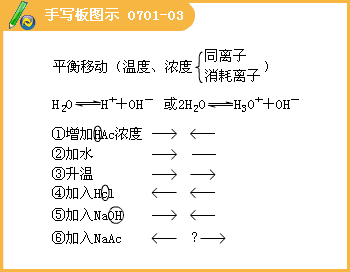 手写板图示 0701-03
平衡移动（温度、浓度{同离子
消耗离子）
H₂O⇌H⁺+OH⁻ 或2H₂O⇌H₃O⁺+OH⁻
①增加HAc浓度 → ←
②加水 → —
③升温 → →
④加入HCl ← ←
⑤加入NaOH → ←
⑥加入NaAc ← ?→